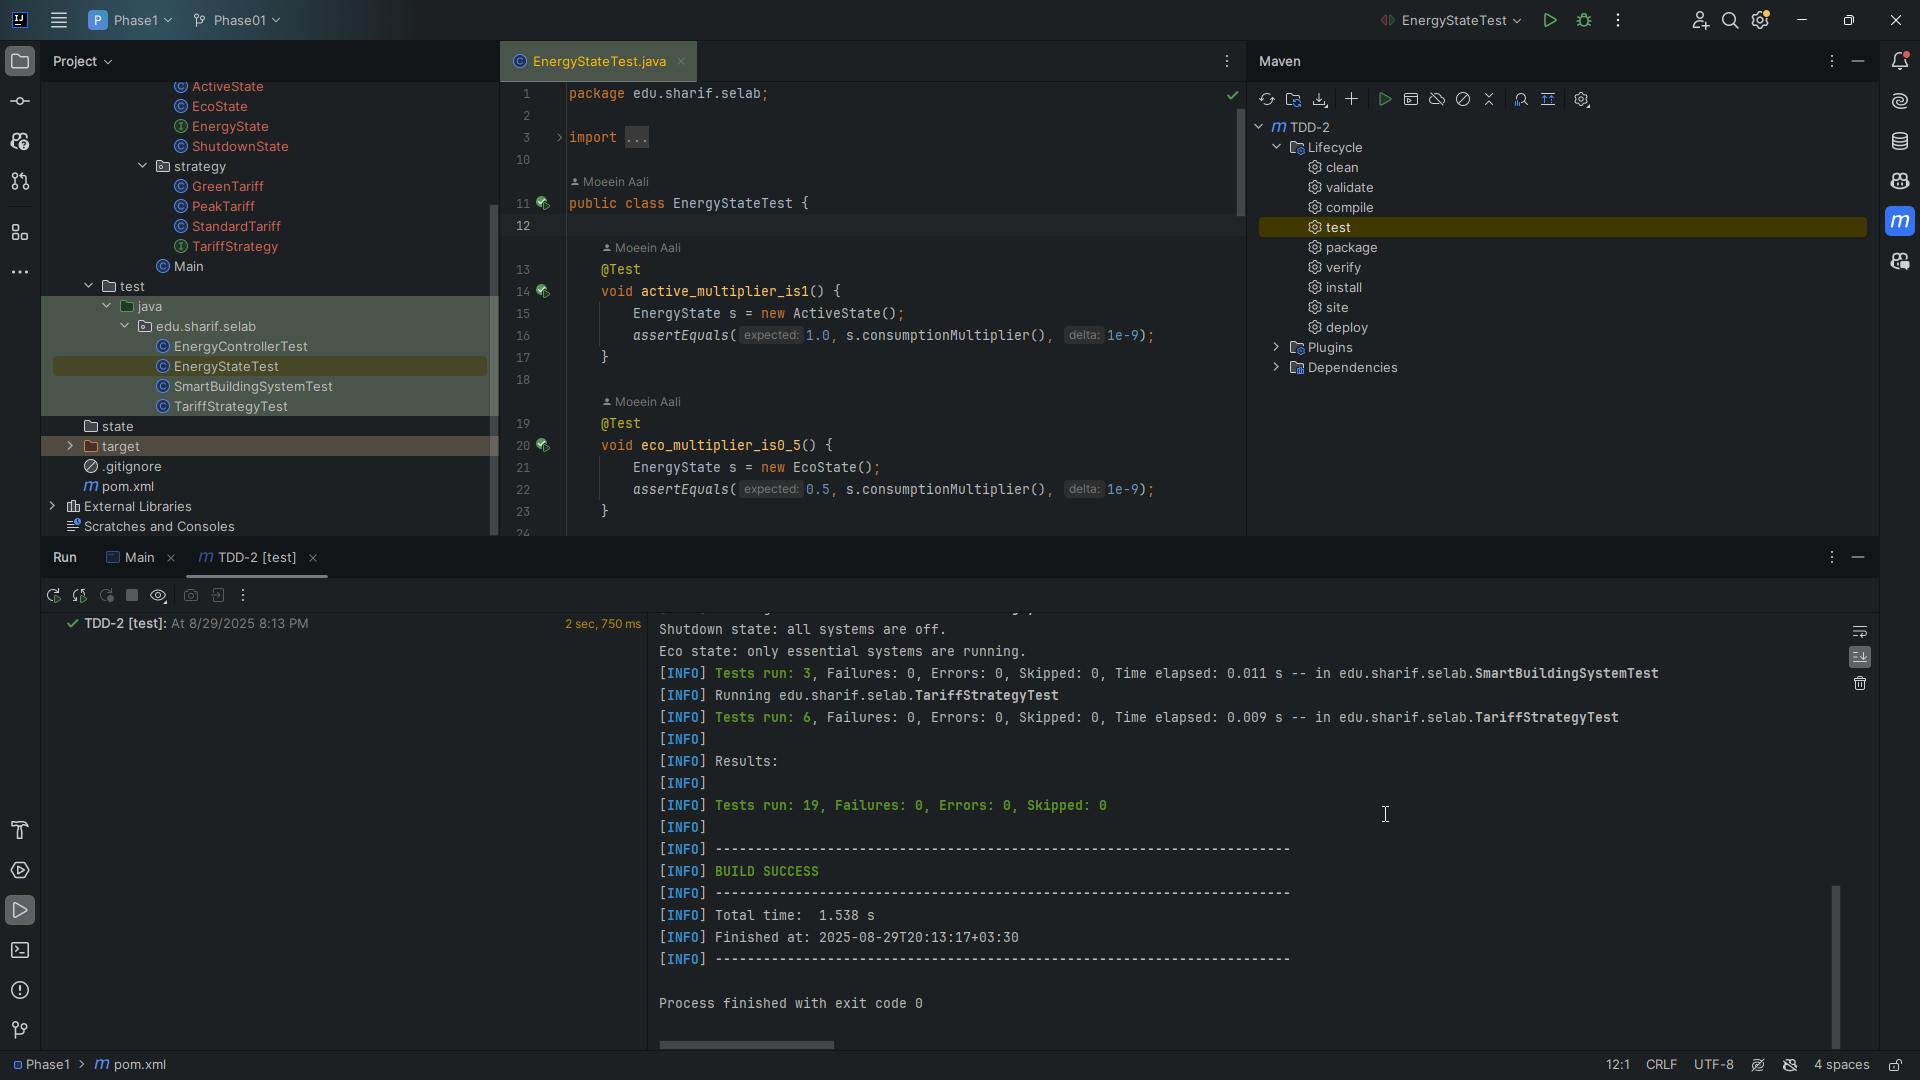 P Phase1 Phase01 EnergyStateTest
Project
ActiveState
EcoState
EnergyState
ShutdownState
strategy
GreenTariff
PeakTariff
StandardTariff
TariffStrategy
Main
test
java
edu.sharif.selab
EnergyControllerTest
EnergyStateTest
SmartBuildingSystemTest
TariffStrategyTest
state
target
.gitignore
m pom.xml
External Libraries
Scratches and Consoles
EnergyStateTest.java
1 package edu.sharif.selab;
2
3 import ...
10
Moeein Aali
11 public class EnergyStateTest {
12
Moeein Aali
13 @Test
14 void active_multiplier_is1() {
15 EnergyState s = new ActiveState();
16 assertEquals( expected: 1.0, s.consumptionMultiplier(), delta: 1e-9);
17 }
18
Moeein Aali
19 @Test
20 void eco_multiplier_is0_5() {
21 EnergyState s = new EcoState();
22 assertEquals( expected: 0.5, s.consumptionMultiplier(), delta: 1e-9);
23 }
24
Maven
m TDD-2
Lifecycle
clean
validate
compile
test
package
verify
install
site
deploy
Plugins
Dependencies
Run Main m TDD-2 [test]
TDD-2 [test]: At 8/29/2025 8:13 PM 2 sec, 750 ms
Shutdown state: all systems are off.
Eco state: only essential systems are running.
[INFO] Tests run: 3, Failures: 0, Errors: 0, Skipped: 0, Time elapsed: 0.011 s -- in edu.sharif.selab.SmartBuildingSystemTest
[INFO] Running edu.sharif.selab.TariffStrategyTest
[INFO] Tests run: 6, Failures: 0, Errors: 0, Skipped: 0, Time elapsed: 0.009 s -- in edu.sharif.selab.TariffStrategyTest
[INFO]
[INFO] Results:
[INFO]
[INFO] Tests run: 19, Failures: 0, Errors: 0, Skipped: 0
[INFO]
[INFO] ------------------------------------------------------------------------
[INFO] BUILD SUCCESS
[INFO] ------------------------------------------------------------------------
[INFO] Total time:  1.538 s
[INFO] Finished at: 2025-08-29T20:13:17+03:30
[INFO] ------------------------------------------------------------------------
Process finished with exit code 0
Phase1 > m pom.xml 12:1 CRLF UTF-8 4 spaces